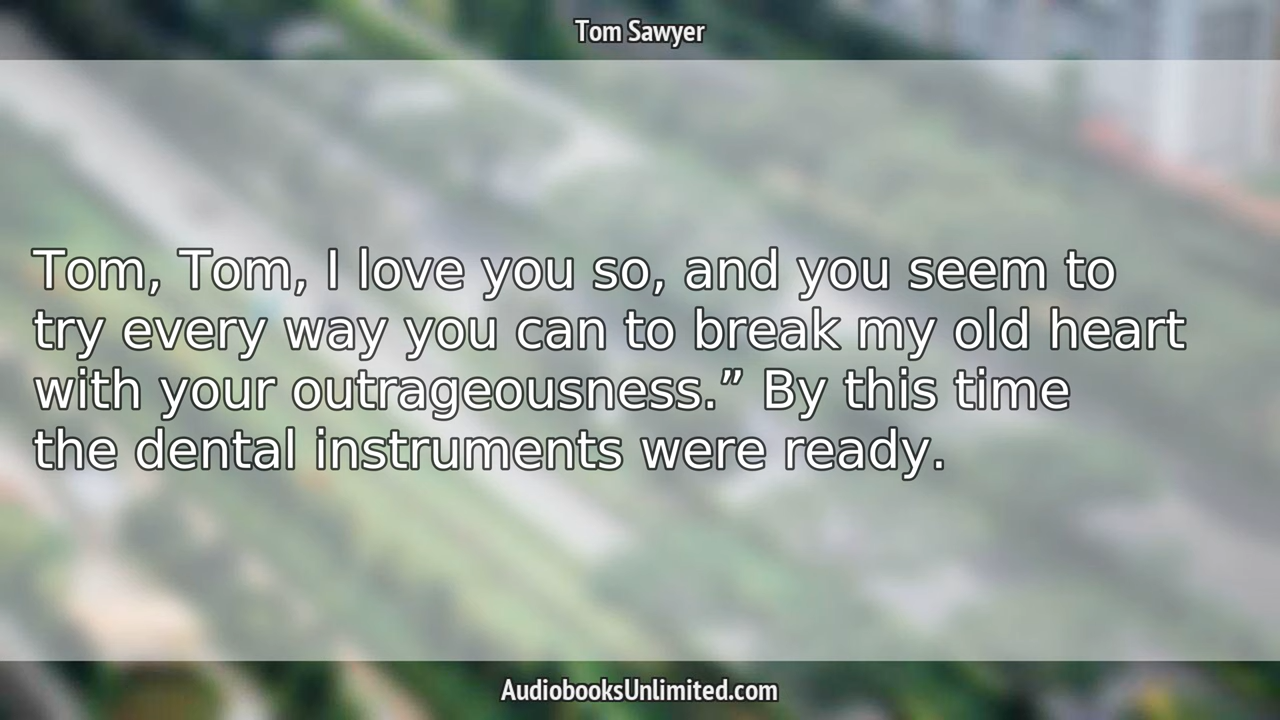 Tom Sawyer
Tom, Tom, I love you so, and you seem to
try every way you can to break my old heart
with your outrageousness.” By this time
the dental instruments were ready.
AudiobooksUnlimited.com